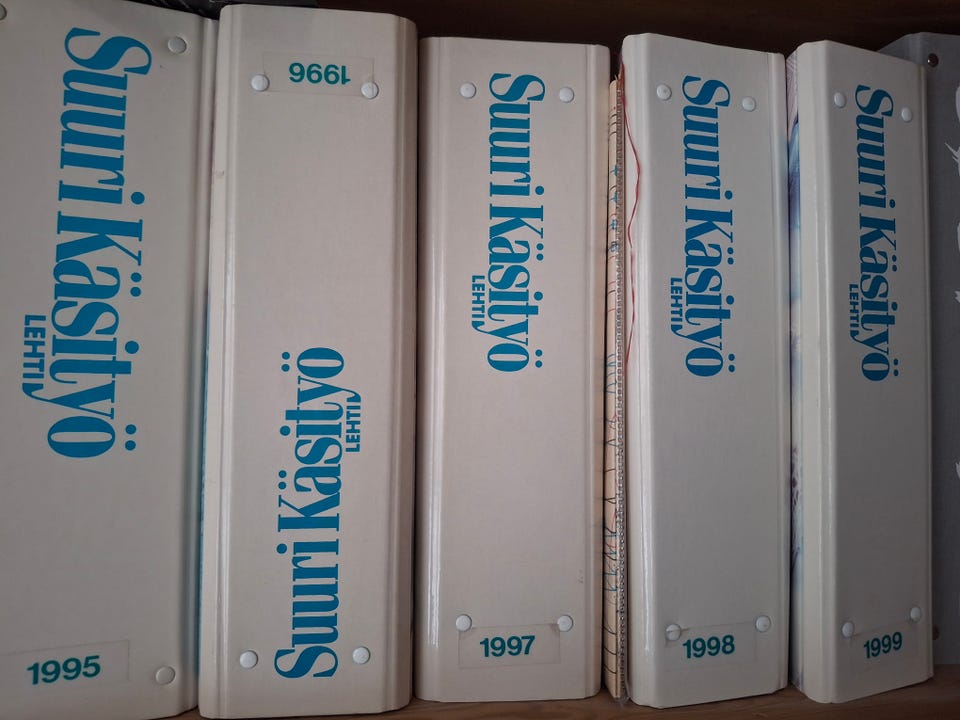 Suuri Käsityö
LEHTI
1995
1996
Suuri Käsityö
LEHTI
Suuri Käsityö
LEHTI
1997
Suuri Käsityö
LEHTI
1998
Suuri Käsityö
LEHTI
1999